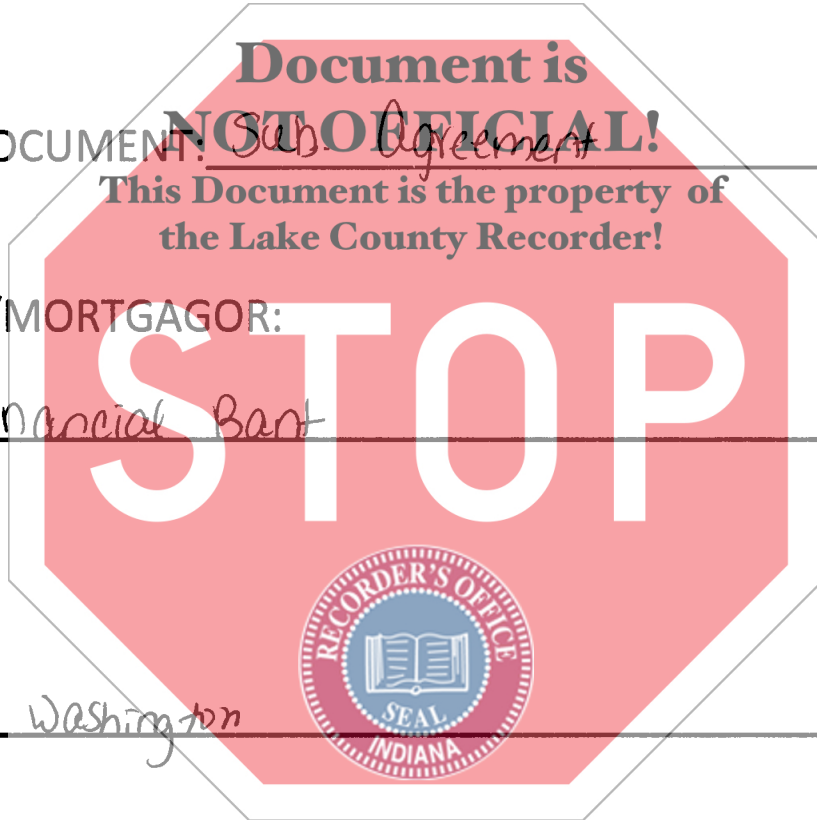 Document is
NOT OFFICIAL!
OCUMENT: Sub. Agreement
This Document is the property of
the Lake County Recorder!
/MORTGAGOR:
STOP
nancial Bant
RECORDER'S OFFICE
SEAL
INDIANA
Washington